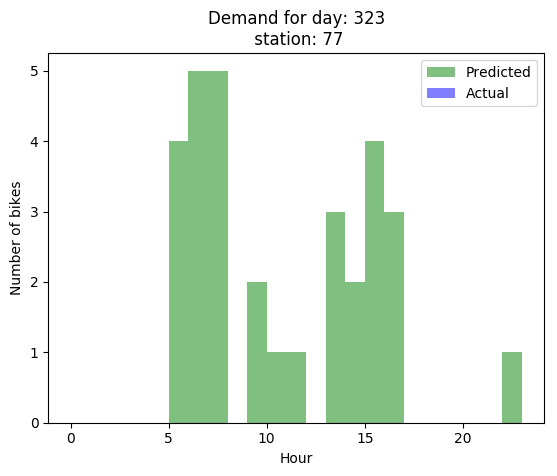 Demand for day: 323
station: 77
Predicted
Actual
Number of bikes
5
4
3
2
1
0
0 5 10 15 20
Hour